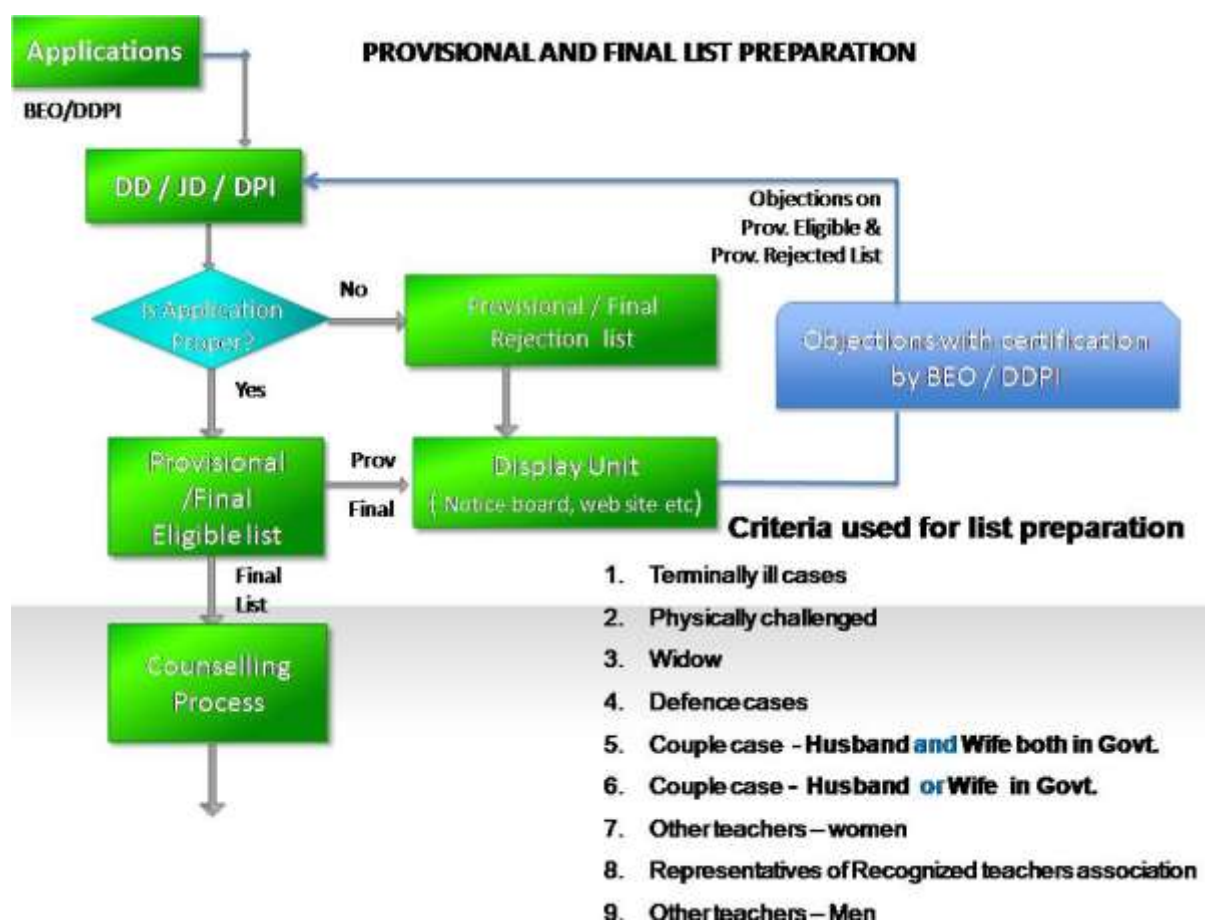 Applications
PROVISIONAL AND FINAL LIST PREPARATION
BEO/DDPI
DD / JD / DPI
Objections on
Prov. Eligible &
Prov. Rejected List
Is Application
Proper?
No
Provisional / Final
Rejection list
Objections with certification
by BEO / DDPI
Yes
Provisional
/Final
Eligible list
Prov
Final
Display Unit
( Notice board, web site etc)
Final
List
Counselling
Process
Criteria used for list preparation
1. Terminally ill cases
2. Physically challenged
3. Widow
4. Defence cases
5. Couple case - Husband and Wife both in Govt.
6. Couple case - Husband or Wife in Govt.
7. Other teachers – women
8. Representatives of Recognized teachers association
9. Other teachers – Men